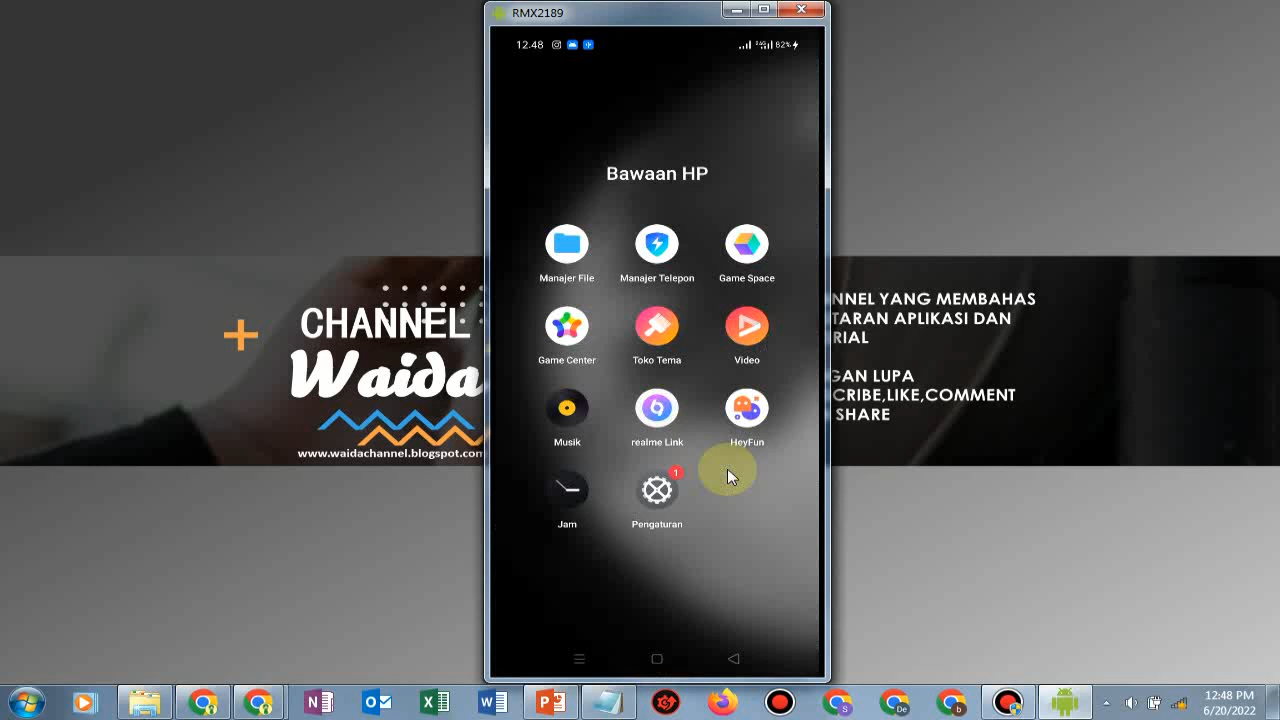 RMX2189
12.48
62%
Bawaan HP
Manajer File
Manajer Telepon
Game Space
Game Center
Toko Tema
Video
Musik
realme Link
HeyFun
Jam
1
Pengaturan
CHANNEL
Waida
www.waidachannel.blogspot.com
NNEL YANG MEMBAHAS
TARAN APLIKASI DAN
RIAL
GAN LUPA
CRIBE,LIKE,COMMENT
SHARE
12:48 PM
6/20/2022